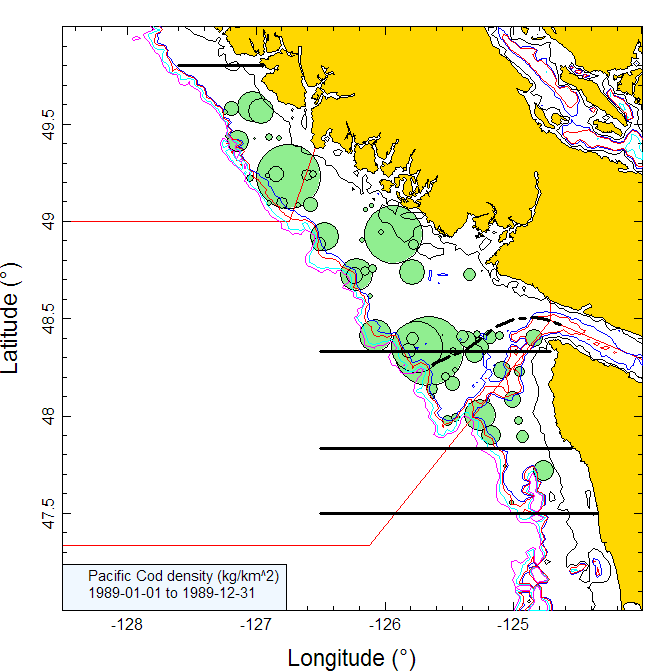 49.5
49
48.5
48
47.5
Latitude (°)
Pacific Cod density (kg/km^2)
1989-01-01 to 1989-12-31
-128
-127
-126
-125
Longitude (°)